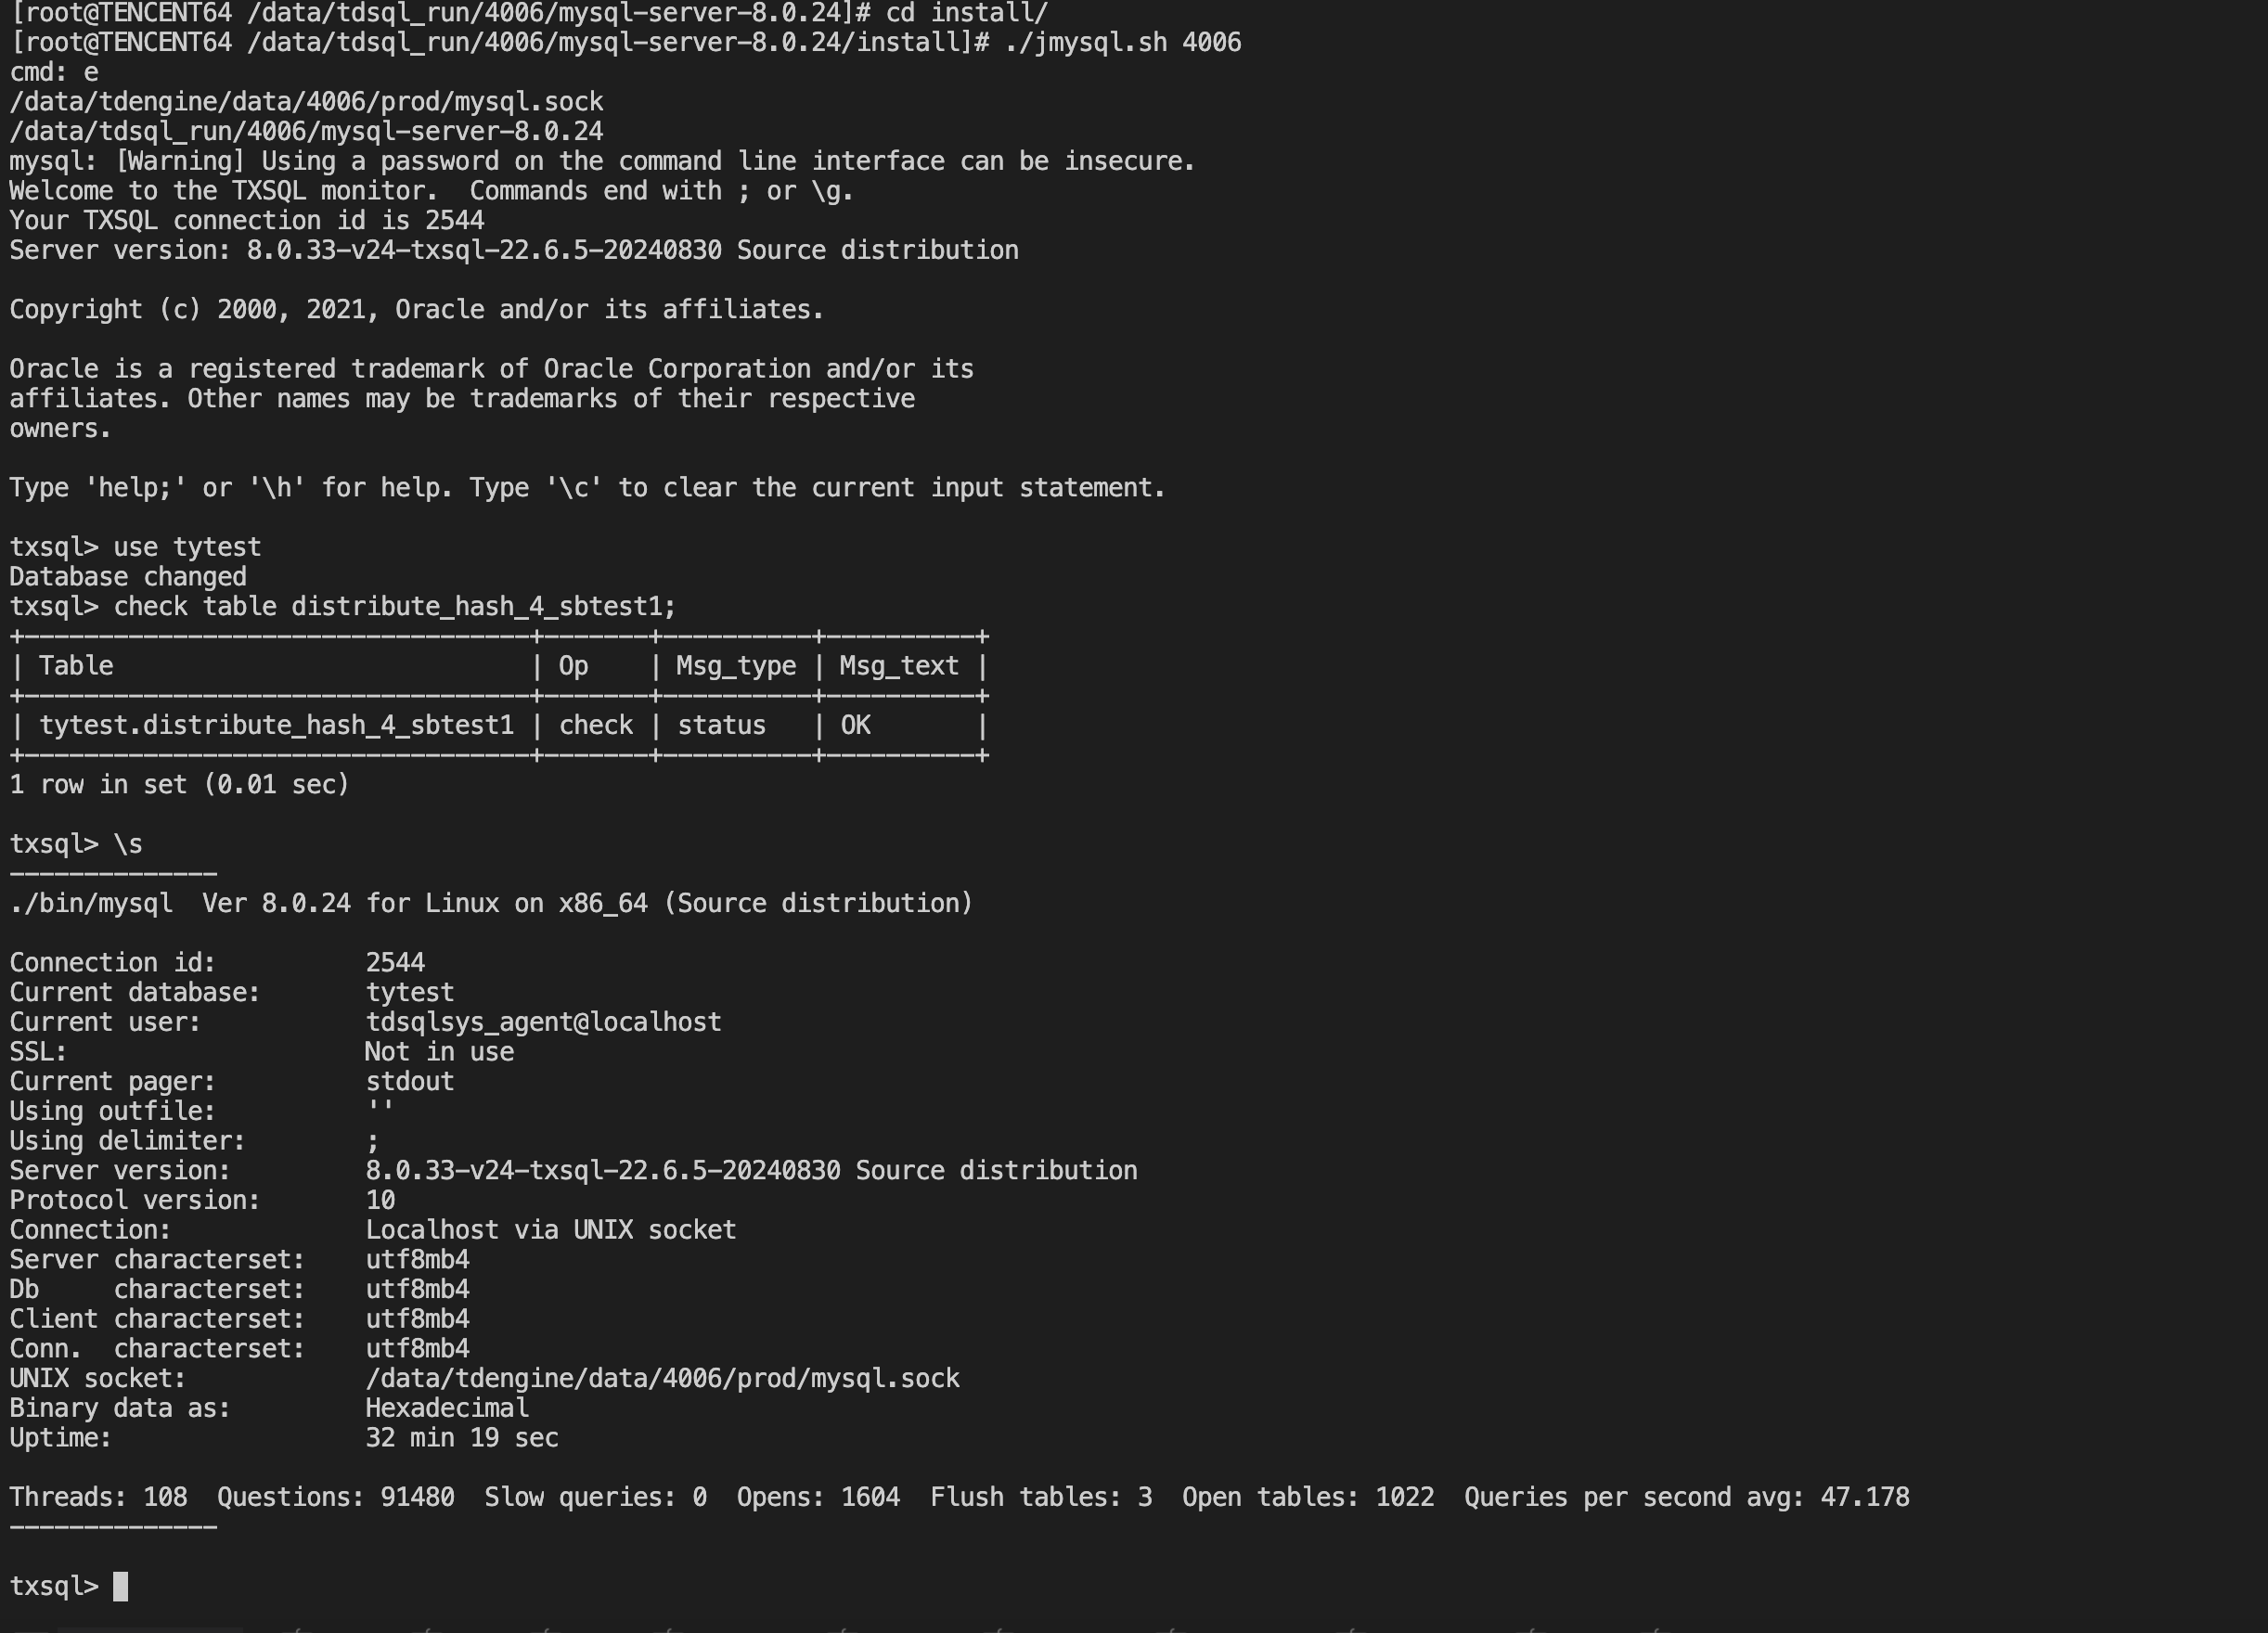 [root@TENCENT64 /data/tdsql_run/4006/mysql-server-8.0.24]# cd install/
[root@TENCENT64 /data/tdsql_run/4006/mysql-server-8.0.24/install]# ./jmysql.sh 4006
cmd: e
/data/tdengine/data/4006/prod/mysql.sock
/data/tdsql_run/4006/mysql-server-8.0.24
mysql: [Warning] Using a password on the command line interface can be insecure.
Welcome to the TXSQL monitor.  Commands end with ; or \g.
Your TXSQL connection id is 2544
Server version: 8.0.33-v24-txsql-22.6.5-20240830 Source distribution

Copyright (c) 2000, 2021, Oracle and/or its affiliates.

Oracle is a registered trademark of Oracle Corporation and/or its
affiliates. Other names may be trademarks of their respective
owners.

Type 'help;' or '\h' for help. Type '\c' to clear the current input statement.

txsql> use tytest
Database changed
txsql> check table distribute_hash_4_sbtest1;
+----------------------------------+-------+----------+----------+
| Table                            | Op    | Msg_type | Msg_text |
+----------------------------------+-------+----------+----------+
| tytest.distribute_hash_4_sbtest1 | check | status   | OK       |
+----------------------------------+-------+----------+----------+
1 row in set (0.01 sec)

txsql> \s
--------------
./bin/mysql  Ver 8.0.24 for Linux on x86_64 (Source distribution)

Connection id:          2544
Current database:       tytest
Current user:           tdsqlsys_agent@localhost
SSL:                    Not in use
Current pager:          stdout
Using outfile:          ''
Using delimiter:        ;
Server version:         8.0.33-v24-txsql-22.6.5-20240830 Source distribution
Protocol version:       10
Connection:             Localhost via UNIX socket
Server characterset:    utf8mb4
Db     characterset:    utf8mb4
Client characterset:    utf8mb4
Conn.  characterset:    utf8mb4
UNIX socket:            /data/tdengine/data/4006/prod/mysql.sock
Binary data as:         Hexadecimal
Uptime:                 32 min 19 sec

Threads: 108  Questions: 91480  Slow queries: 0  Opens: 1604  Flush tables: 3  Open tables: 1022  Queries per second avg: 47.178
--------------

txsql>